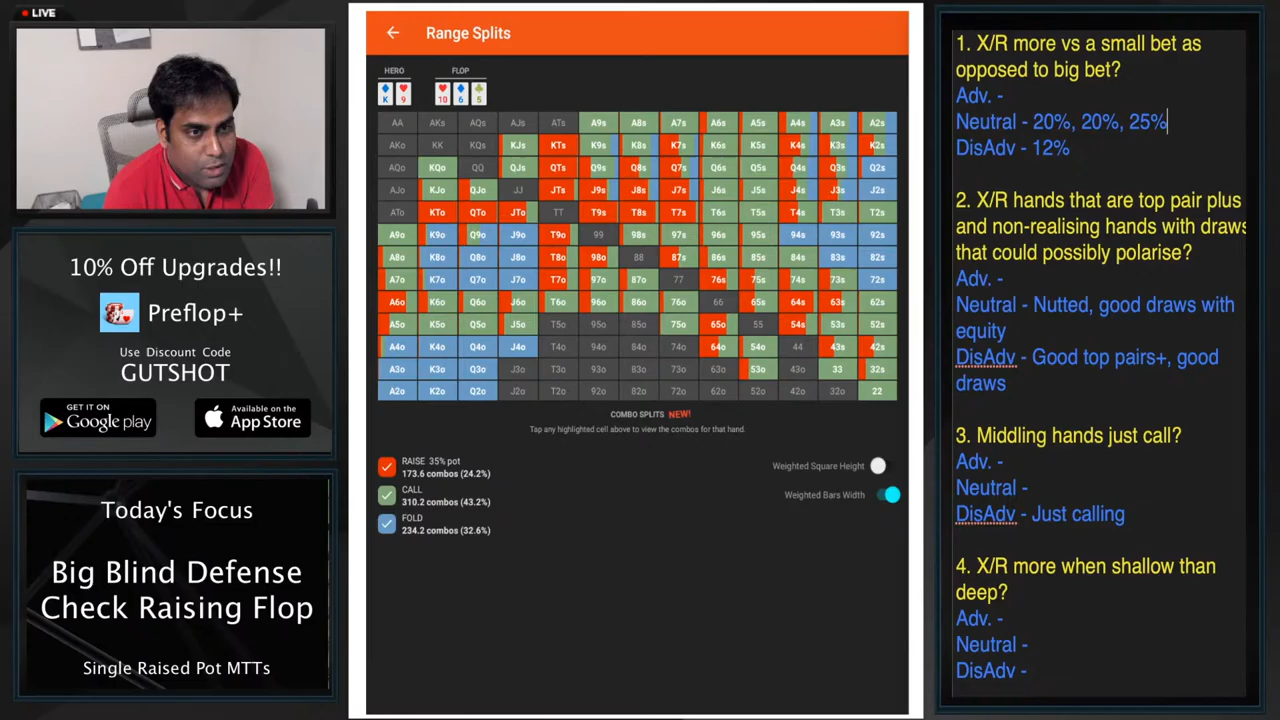 LIVE
10% Off Upgrades!!
Preflop+
Use Discount Code
GUTSHOT
GET IT ON
Google play
Available on the
App Store
Today's Focus
Big Blind Defense
Check Raising Flop
Single Raised Pot MTTs
Range Splits
HERO FLOP
K 9 10 6 5
AA AKs AQs AJs ATs A9s A8s A7s A6s A5s A4s A3s A2s
AKo KK KQs KJs KTs K9s K8s K7s K6s K5s K4s K3s K2s
AQo KQo QQ QJs QTs Q9s Q8s Q7s Q6s Q5s Q4s Q3s Q2s
AJo KJo QJo JJ JTs J9s J8s J7s J6s J5s J4s J3s J2s
ATo KTo QTo JTo TT T9s T8s T7s T6s T5s T4s T3s T2s
A9o K9o Q9o J9o T9o 99 98s 97s 96s 95s 94s 93s 92s
A8o K8o Q8o J8o T8o 98o 88 87s 86s 85s 84s 83s 82s
A7o K7o Q7o J7o T7o 97o 87o 77 76s 75s 74s 73s 72s
A6o K6o Q6o J6o T6o 96o 86o 76o 66 65s 64s 63s 62s
A5o K5o Q5o J5o T5o 95o 85o 75o 65o 55 54s 53s 52s
A4o K4o Q4o J4o T4o 94o 84o 74o 64o 54o 44 43s 42s
A3o K3o Q3o J3o T3o 93o 83o 73o 63o 53o 43o 33 32s
A2o K2o Q2o J2o T2o 92o 82o 72o 62o 52o 42o 32o 22
COMBO SPLITS NEW!
Tap any highlighted cell above to view the combos for that hand.
RAISE 35% pot
173.6 combos (24.2%)
CALL
310.2 combos (43.2%)
FOLD
234.2 combos (32.6%)
Weighted Square Height
Weighted Bars Width
1. X/R more vs a small bet as
opposed to big bet?
Adv. -
Neutral - 20%, 20%, 25%
DisAdv - 12%
2. X/R hands that are top pair plus
and non-realising hands with draws
that could possibly polarise?
Adv. -
Neutral - Nutted, good draws with
equity
DisAdv - Good top pairs+, good
draws
3. Middling hands just call?
Adv. -
Neutral -
DisAdv - Just calling
4. X/R more when shallow than
deep?
Adv. -
Neutral -
DisAdv -